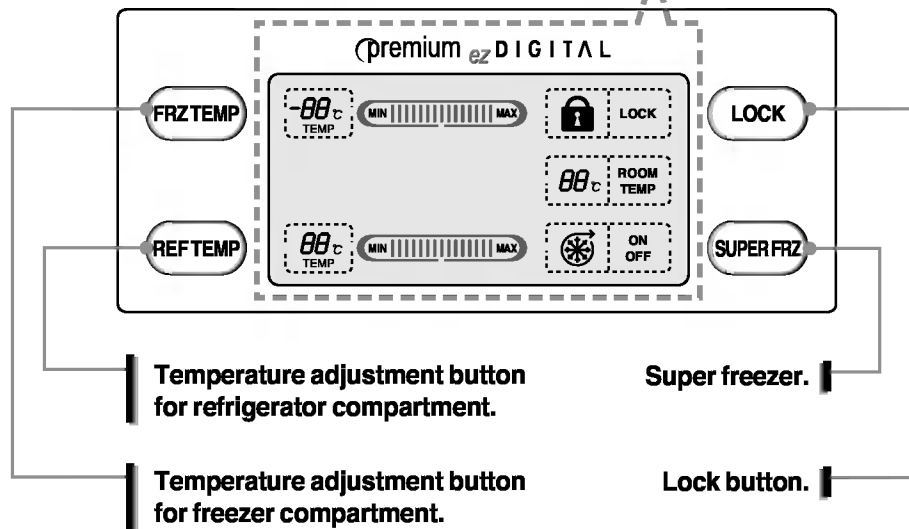 premium ez DIGITAL
FRZ TEMP
-88 °C
TEMP
MIN MAX
LOCK
LOCK
88 °C
ROOM
TEMP
REF TEMP
88 °C
TEMP
MIN MAX
ON
OFF
SUPER FRZ
Temperature adjustment button
for refrigerator compartment.
Super freezer.
Temperature adjustment button
for freezer compartment.
Lock button.